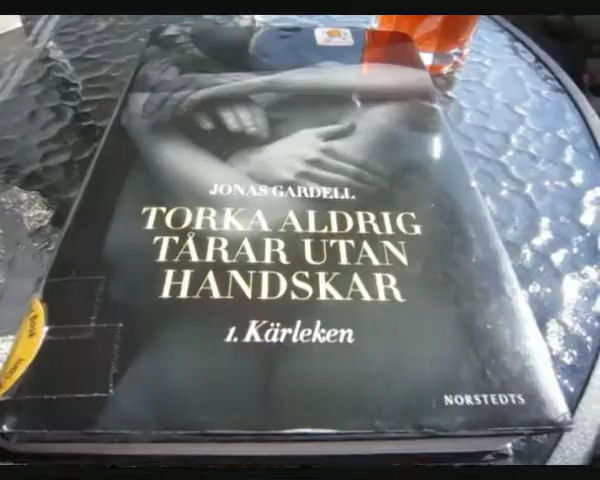 JONAS GARDELL
TORKA ALDRIG
TÅRAR UTAN
HANDSKAR
1. Kärleken
NORSTEDTS